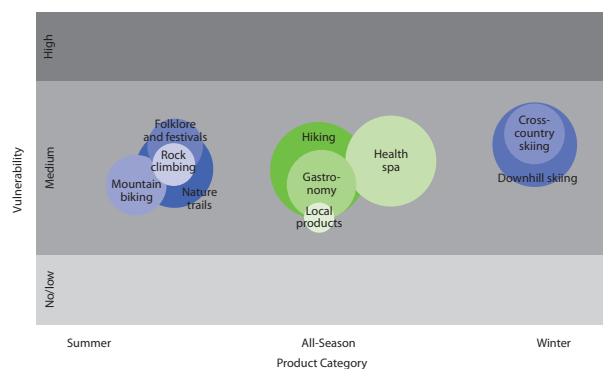 High
Vulnerability
Medium
No/low
Folklore
and festivals
Rock
climbing
Mountain
biking
Nature
trails
Hiking
Gastro-
nomy
Local
products
Health
spa
Cross-
country
skiing
Downhill skiing
Summer
All-Season
Winter
Product Category